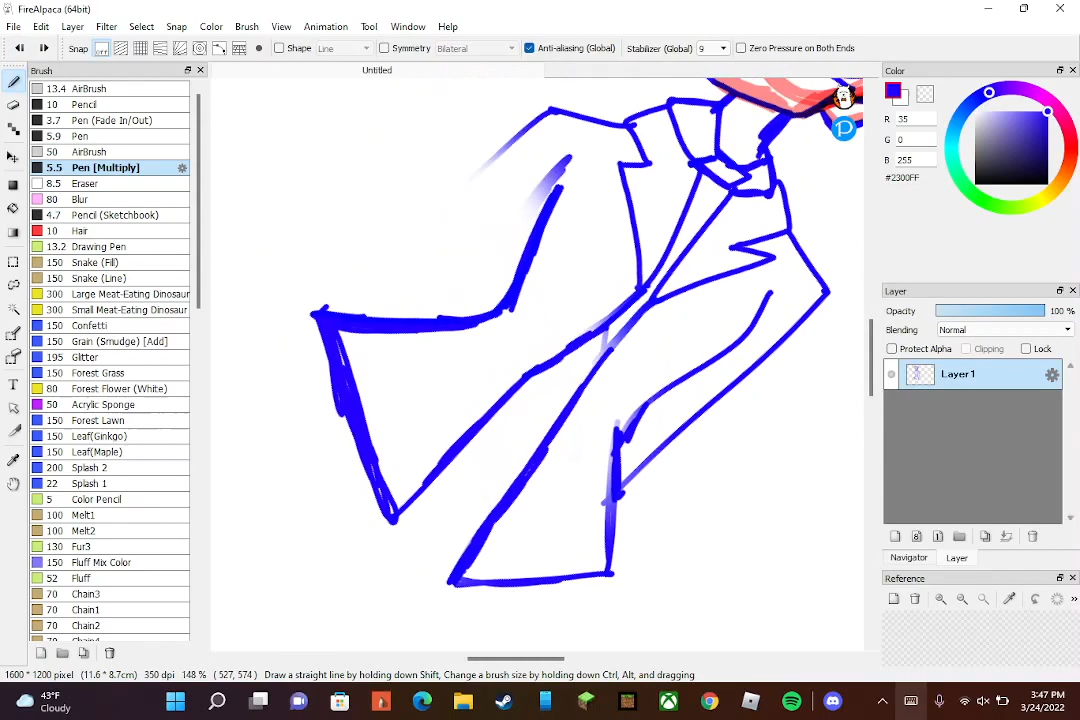 FireAlpaca (64bit)
File Edit Layer Filter Select Snap Color Brush View Animation Tool Window Help
Snap OFF Shape Line Symmetry Bilateral Anti-aliasing (Global) Stabilizer (Global) 9 Zero Pressure on Both Ends
Brush
Untitled
Color
13.4 AirBrush
10 Pencil
3.7 Pen (Fade In/Out)
5.9 Pen
50 AirBrush
5.5 Pen [Multiply]
8.5 Eraser
80 Blur
4.7 Pencil (Sketchbook)
10 Hair
13.2 Drawing Pen
150 Snake (Fill)
150 Snake (Line)
300 Large Meat-Eating Dinosaur
300 Small Meat-Eating Dinosaur
150 Confetti
150 Grain (Smudge) [Add]
195 Glitter
150 Forest Grass
80 Forest Flower (White)
50 Acrylic Sponge
150 Forest Lawn
150 Leaf(Ginkgo)
150 Leaf(Maple)
200 Splash 2
22 Splash 1
5 Color Pencil
100 Melt1
100 Melt2
130 Fur3
150 Fluff Mix Color
52 Fluff
70 Chain3
70 Chain1
70 Chain2
70 Chain4
R 35
G 0
B 255
#2300FF
Layer
Opacity 100 %
Blending Normal
Protect Alpha Clipping Lock
Layer1
8 1
Navigator Layer
Reference
1600 * 1200 pixel (11.6 * 8.7cm) 350 dpi 148 % ( 527, 574 ) Draw a straight line by holding down Shift, Change a brush size by holding down Ctrl, Alt, and dragging
43°F
Cloudy
3:47 PM
3/24/2022